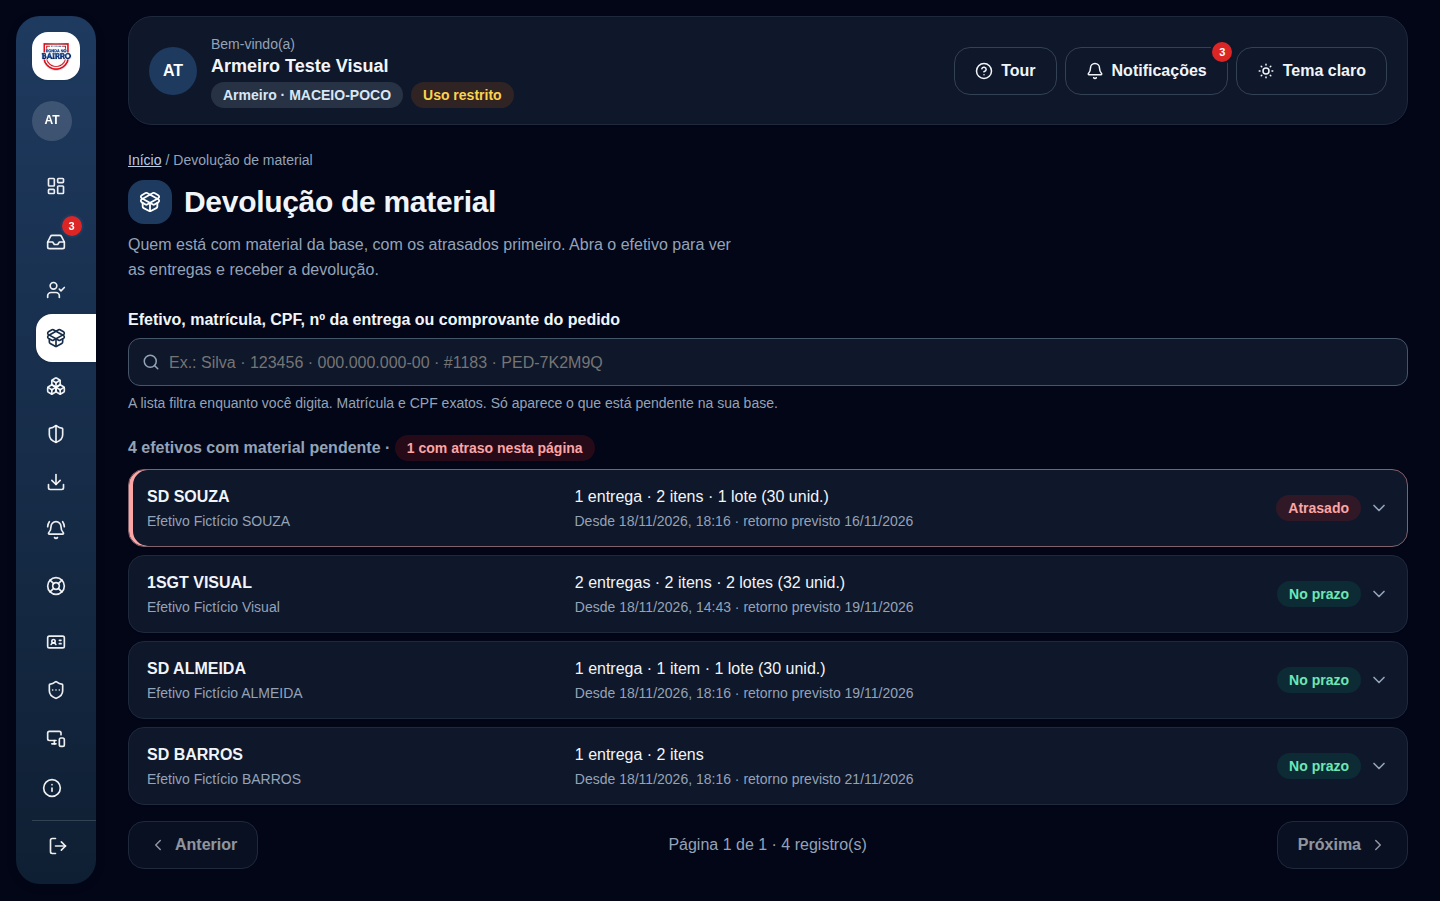 BAIRRO
AT
3
AT
Bem-vindo(a)
Armeiro Teste Visual
Armeiro · MACEIO-POCO
Uso restrito
Tour
Notificações
3
Tema claro
Início / Devolução de material
Devolução de material
Quem está com material da base, com os atrasados primeiro. Abra o efetivo para ver
as entregas e receber a devolução.
Efetivo, matrícula, CPF, nº da entrega ou comprovante do pedido
Ex.: Silva · 123456 · 000.000.000-00 · #1183 · PED-7K2M9Q
A lista filtra enquanto você digita. Matrícula e CPF exatos. Só aparece o que está pendente na sua base.
4 efetivos com material pendente · 1 com atraso nesta página
SD SOUZA
Efetivo Fictício SOUZA
1 entrega · 2 itens · 1 lote (30 unid.)
Desde 18/11/2026, 18:16 · retorno previsto 16/11/2026
Atrasado
1SGT VISUAL
Efetivo Fictício Visual
2 entregas · 2 itens · 2 lotes (32 unid.)
Desde 18/11/2026, 14:43 · retorno previsto 19/11/2026
No prazo
SD ALMEIDA
Efetivo Fictício ALMEIDA
1 entrega · 1 item · 1 lote (30 unid.)
Desde 18/11/2026, 18:16 · retorno previsto 19/11/2026
No prazo
SD BARROS
Efetivo Fictício BARROS
1 entrega · 2 itens
Desde 18/11/2026, 18:16 · retorno previsto 21/11/2026
No prazo
Anterior
Página 1 de 1 · 4 registro(s)
Próxima